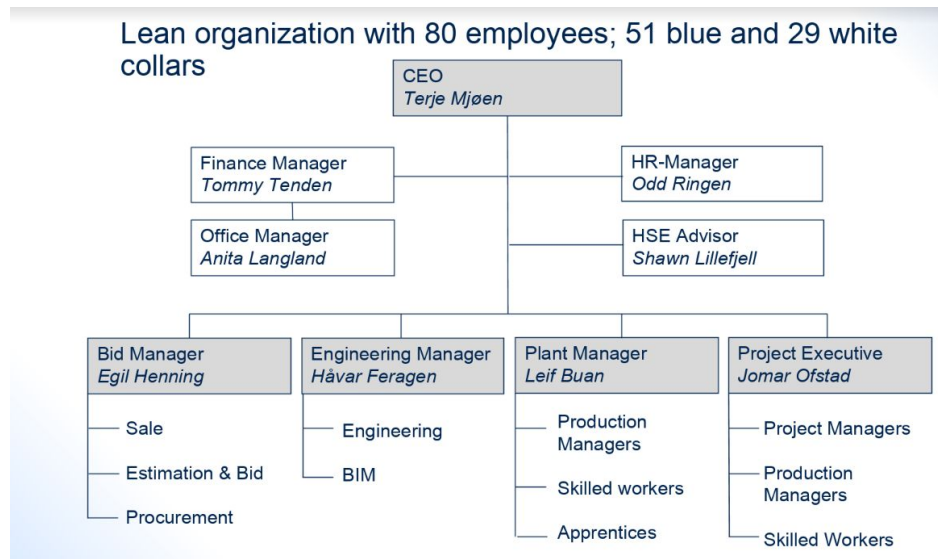 Lean organization with 80 employees; 51 blue and 29 white
collars
CEO
Terje Mjøen
Finance Manager
Tommy Tenden
HR-Manager
Odd Ringen
Office Manager
Anita Langland
HSE Advisor
Shawn Lillefjell
Bid Manager
Egil Henning
Engineering Manager
Håvar Feragen
Plant Manager
Leif Buan
Project Executive
Jomar Ofstad
Sale
Estimation & Bid
Procurement
Engineering
BIM
Production
Managers
Skilled workers
Apprentices
Project Managers
Production
Managers
Skilled Workers